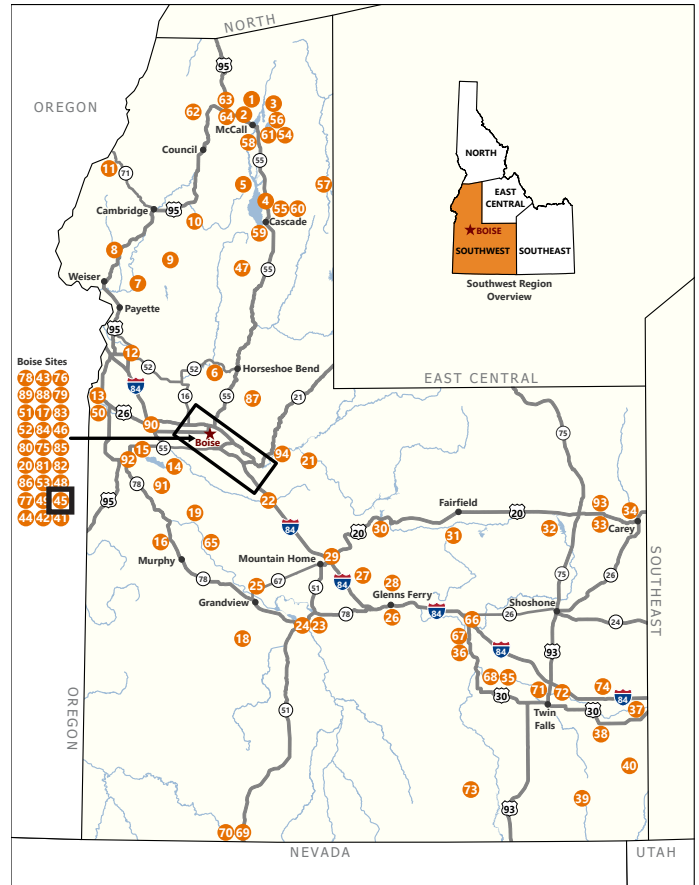 NORTH
OREGON
95
63
1
3
62
64
2
56
McCall
61
54
58
Council
55
11
71
5
57
4
Cambridge
95
55
60
10
Cascade
59
8
9
47
55
Weiser
7
Payette
95
12
52
52
Horseshoe Bend
6
84
13
16
55
87
21
50
26
90
Boise
15
55
94
21
92
14
78
91
22
95
19
84
16
65
Murphy
Mountain Home
29
20
30
Fairfield
20
31
32
93
34
33
Carey
75
EAST CENTRAL
SOUTHEAST
78
67
27
28
25
51
84
Glenns Ferry
Grandview
78
26
84
66
26
Shoshone
75
26
24
24
23
18
67
36
84
93
68
35
30
71
72
74
84
37
30
Twin
Falls
38
51
40
73
39
93
70
69
OREGON
NEVADA
UTAH
Boise Sites
78 43 76
89 88 79
51 17 83
52 84 46
80 75 85
20 81 82
86 53 48
77 49 45
44 42 41
NORTH
EAST
CENTRAL
BOISE
SOUTHWEST
SOUTHEAST
Southwest Region
Overview